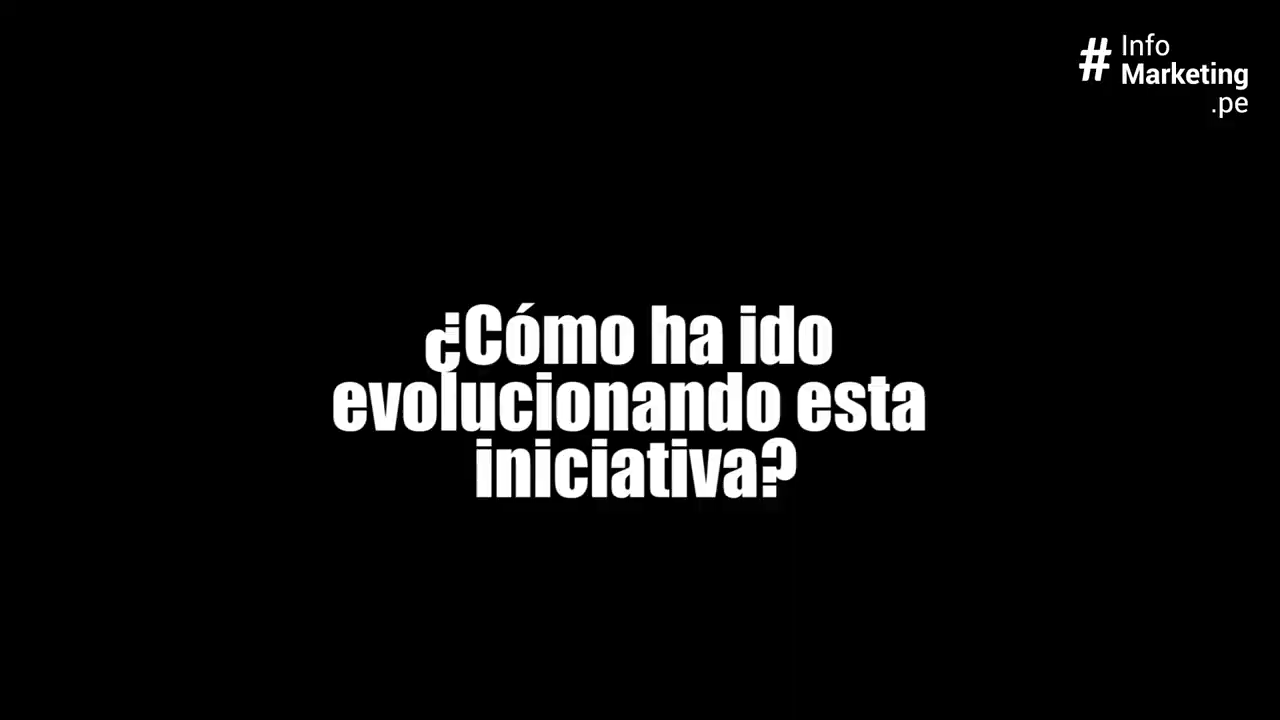 # Info
Marketing
.pe
¿Cómo ha ido
evolucionando esta
iniciativa?